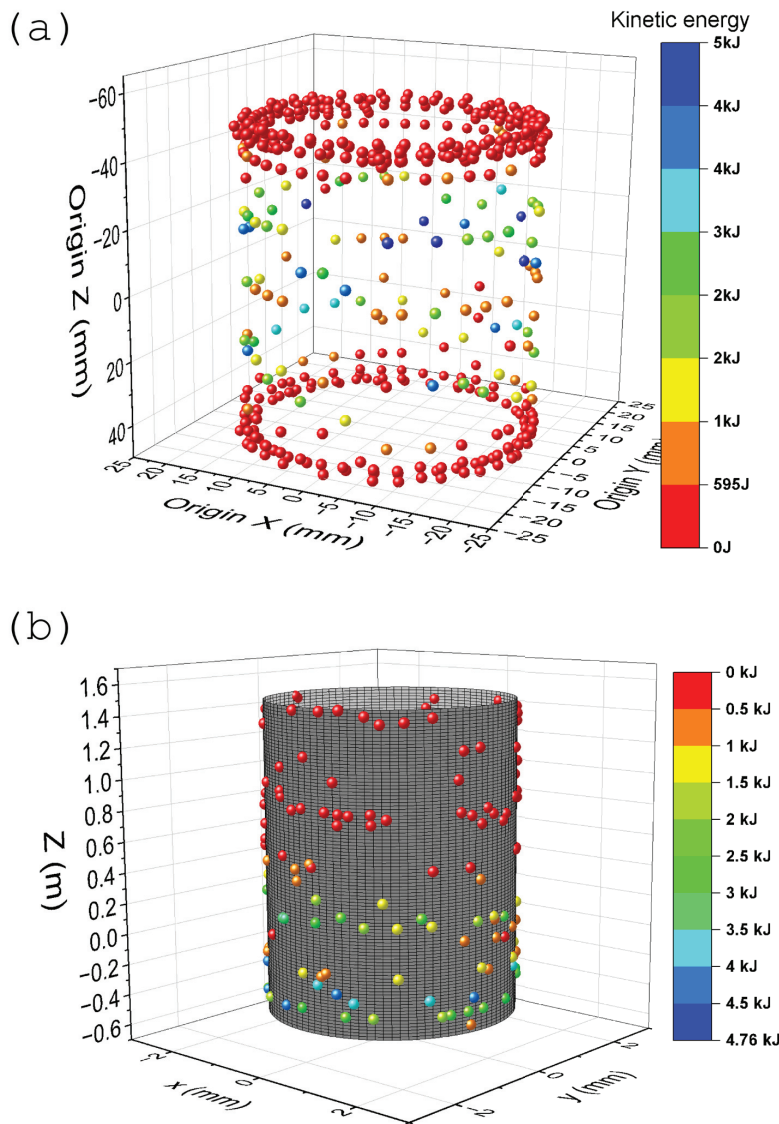 (a)
Kinetic energy
5kJ
4kJ
4kJ
3kJ
2kJ
2kJ
1kJ
595J
0J
Origin Z (mm)
−60
−40
−20
0
20
40
Origin X (mm)
25
20
15
10
5
0
−5
−10
−15
−20
−25
Origin Y (mm)
25
20
15
10
5
0
−5
−10
−15
−20
−25
(b)
0 kJ
0.5 kJ
1 kJ
1.5 kJ
2 kJ
2.5 kJ
3 kJ
3.5 kJ
4 kJ
4.5 kJ
4.76 kJ
Z (m)
1.6
1.4
1.2
1.0
0.8
0.6
0.4
0.2
0.0
−0.2
−0.4
−0.6
x (mm)
−2
0
2
y (mm)
−2
0
2